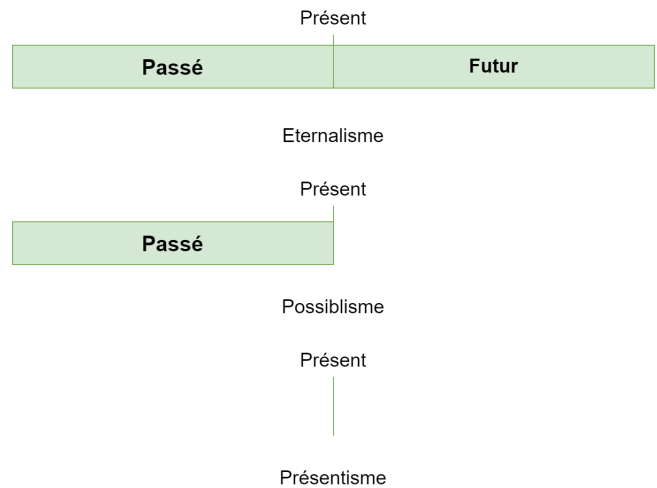 Présent
Passé Futur
Eternalisme
Présent
Passé
Possiblisme
Présent
Présentisme